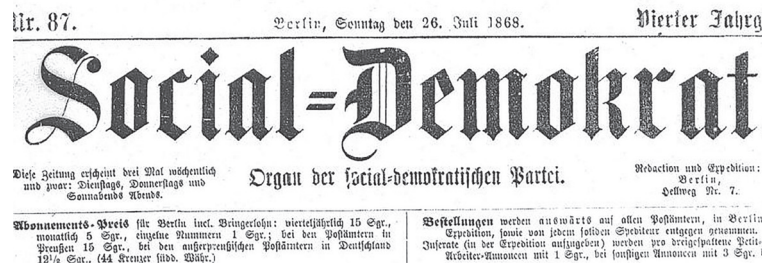 Nr. 87.
Berlin, Sonntag den 26. Juli 1868.
Vierter Jahrg
Social=Demokrat
Diese Zeitung erscheint drei Mal wöchentlich
und zwar: Dienstags, Donnerstags und
Sonnabends Abends.
Organ der social-demokratischen Partei.
Redaction und Expedition:
Berlin,
Hellweg Nr. 7.
Abonnements-Preis für Berlin incl. Bringerlohn: vierteljährlich 15 Sgr.,
monatlich 5 Sgr., einzelne Nummern 1 Sgr.; bei den Postämtern in
Preußen 15 Sgr., bei den außerpreußischen Postämtern in Deutschland
12½ Sgr., (44 Kreuzer südd. Währ.)
Bestellungen werden auswärts auf allen Postämtern, in Berlin
Expedition, sowie von jedem soliden Spediteur entgegen genommen.
Inserate (in der Expedition aufzugeben) werden pro dreigespaltene Petit-
Arbeiter-Annoncen mit 1 Sgr., bei sonstigen Annoncen mit 3 Sgr.